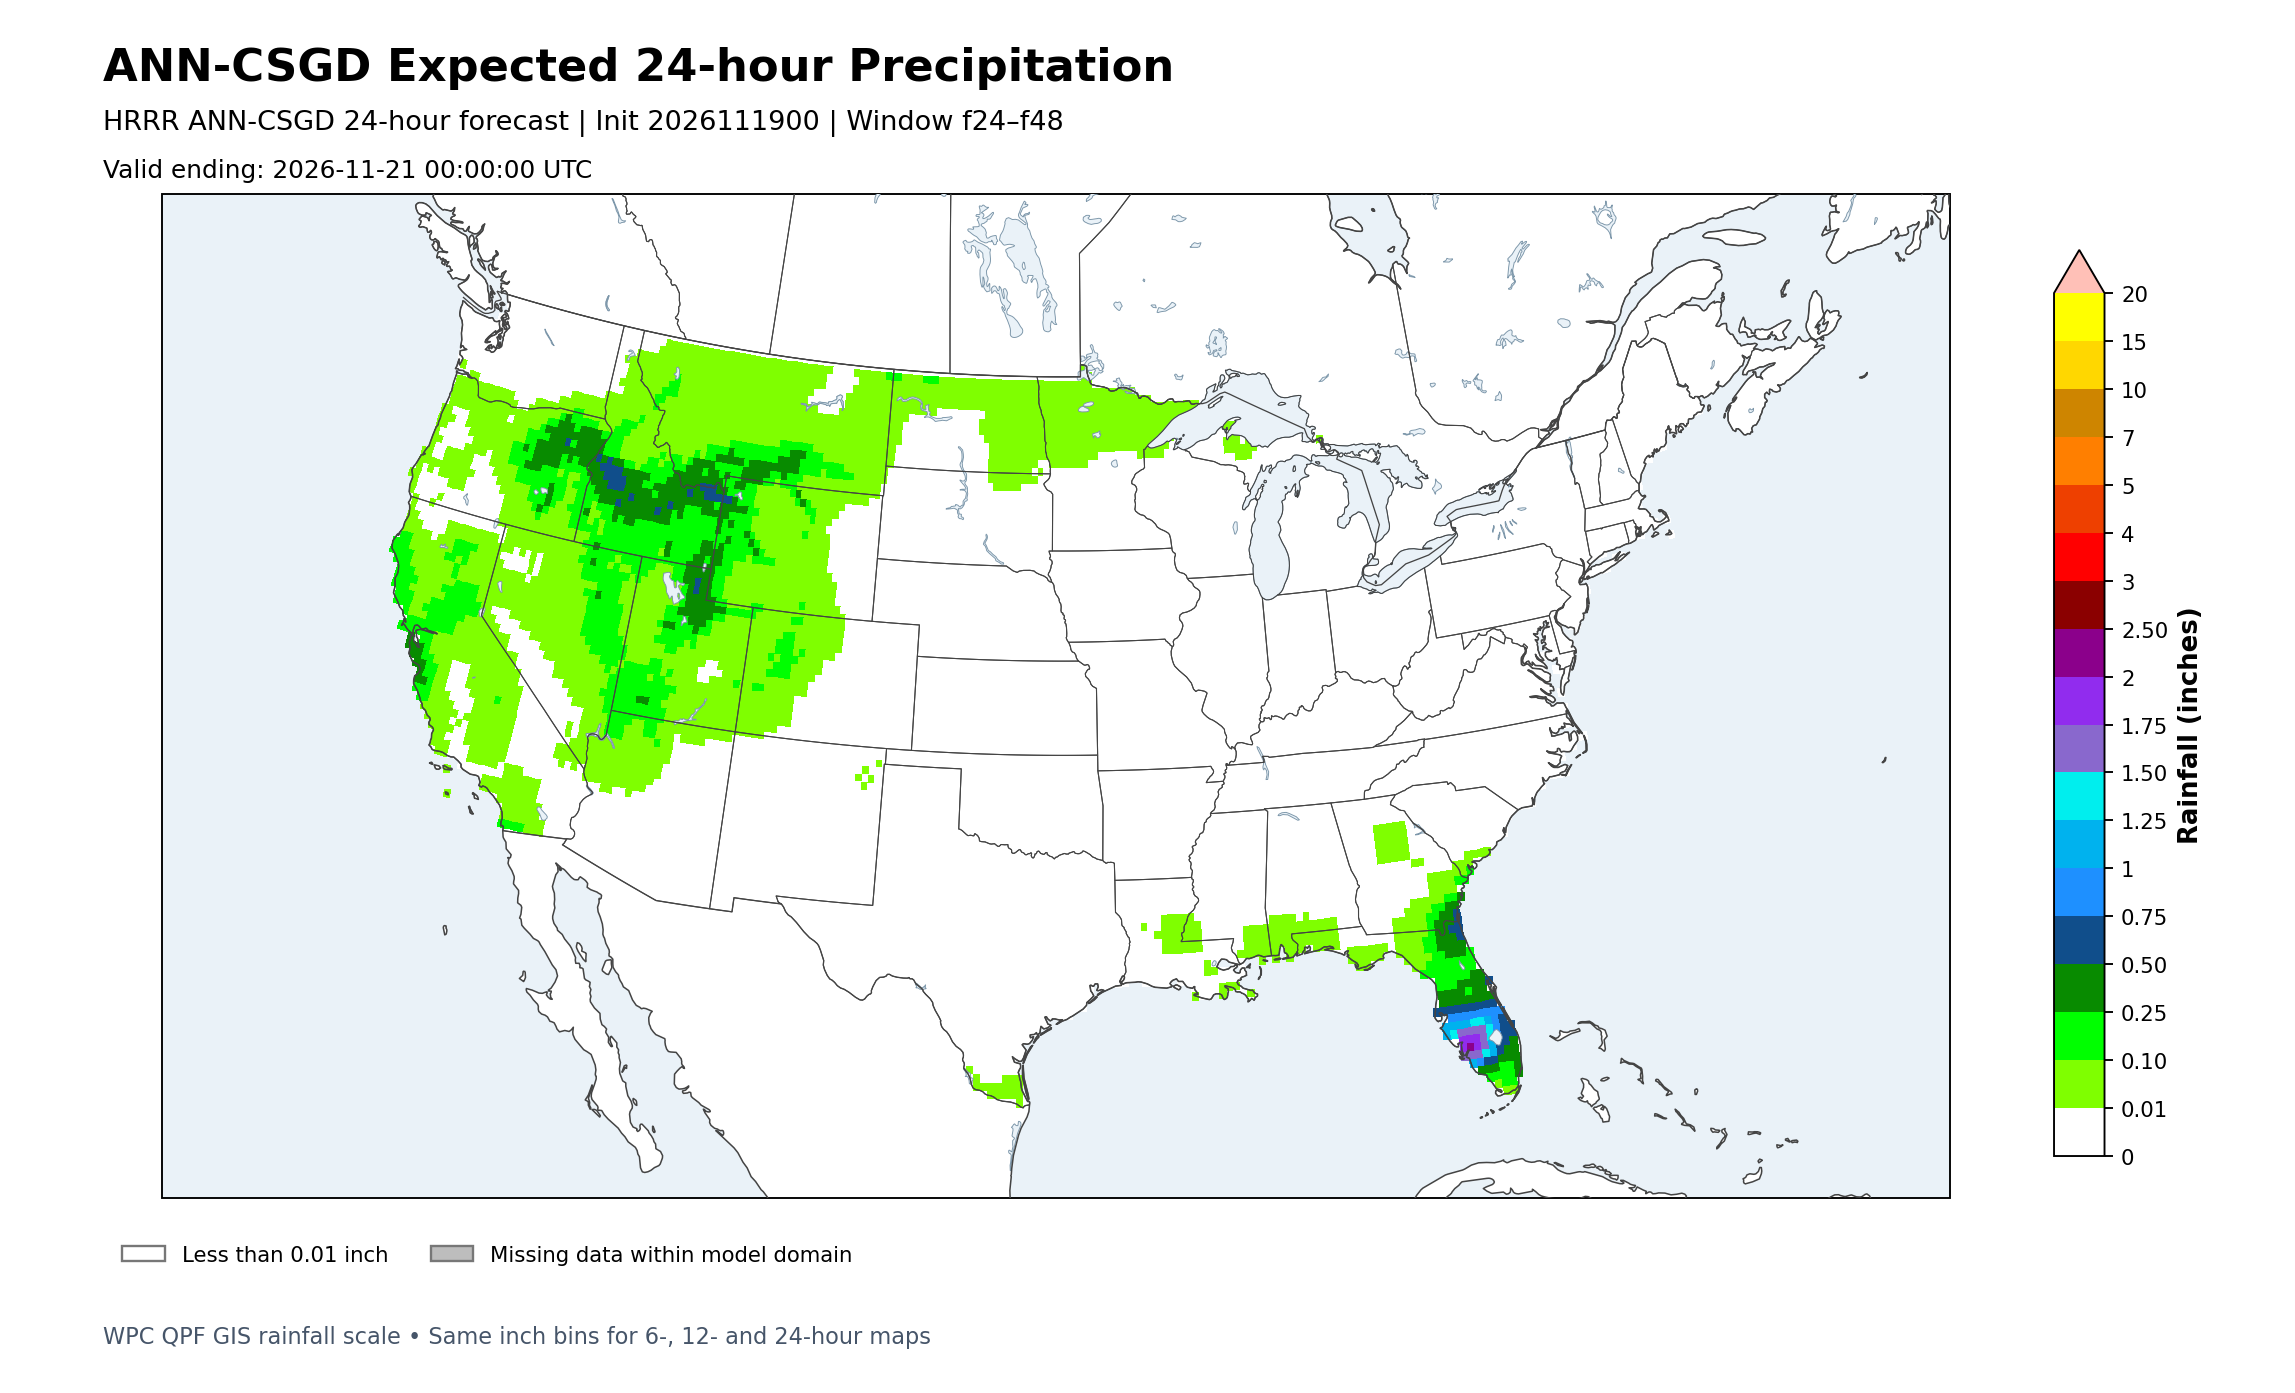 ANN-CSGD Expected 24-hour Precipitation
HRRR ANN-CSGD 24-hour forecast | Init 2026111900 | Window f24–f48
Valid ending: 2026-11-21 00:00:00 UTC
20
15
10
7
5
4
3
2.50
2
1.75
1.50
1.25
1
0.75
0.50
0.25
0.10
0.01
0
Rainfall (inches)
Less than 0.01 inch
Missing data within model domain
WPC QPF GIS rainfall scale • Same inch bins for 6-, 12- and 24-hour maps